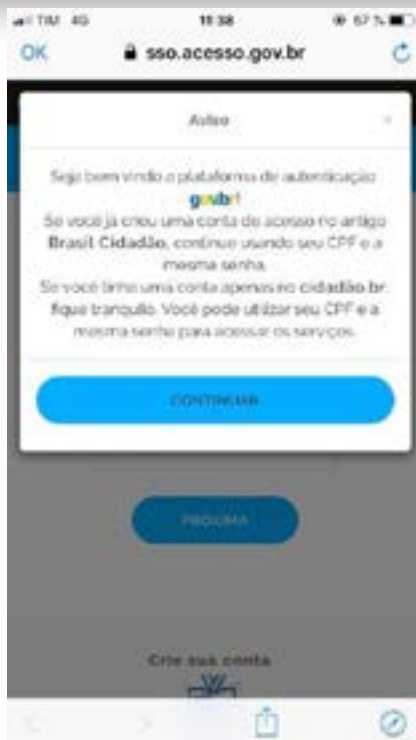 TIM 4G 11:38 67 %
OK sso.acesso.gov.br
Aviso ×
Seja bem vindo a plataforma de autenticação
gov.br!
Se você já criou uma conta de acesso no antigo
Brasil Cidadão, continue usando seu CPF e a
mesma senha.
Se você tinha uma conta apenas no cidadão.br,
fique tranquilo. Você pode utilizar seu CPF e a
mesma senha para acessar os serviços.
CONTINUAR
PRÓXIMA
Crie sua conta